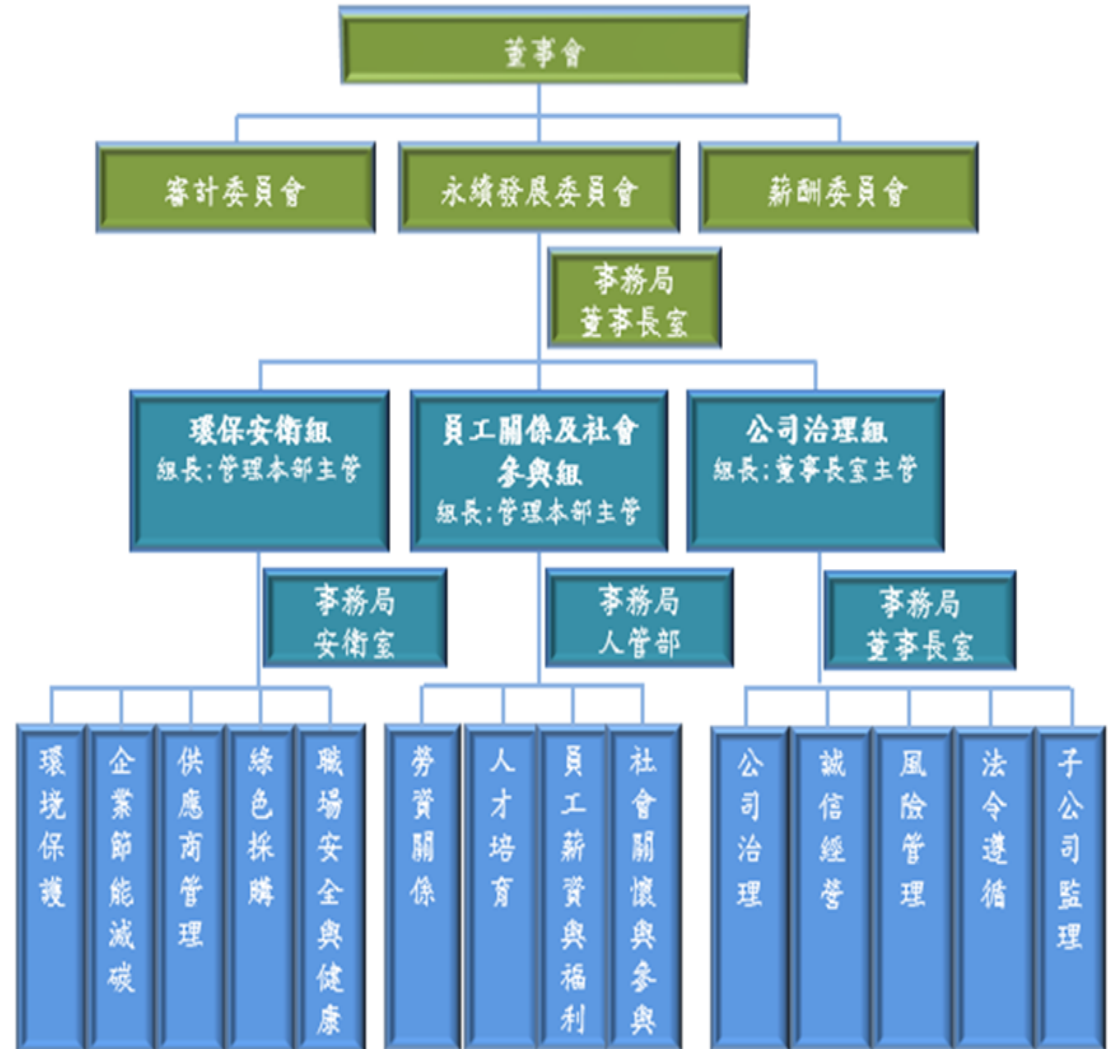 董事會
審計委員會
永續發展委員會
薪酬委員會
事務局
董事長室
環保安衛組
組長:管理本部主管
員工關係及社會
參與組
組長:管理本部主管
公司治理組
組長:董事長室主管
事務局
安衛室
事務局
人管部
事務局
董事長室
環境保護
企業節能減碳
供應商管理
綠色採購
職場安全與健康
勞資關係
人才培育
員工薪資與福利
社會關懷與參與
公司治理
誠信經營
風險管理
法令遵循
子公司監理